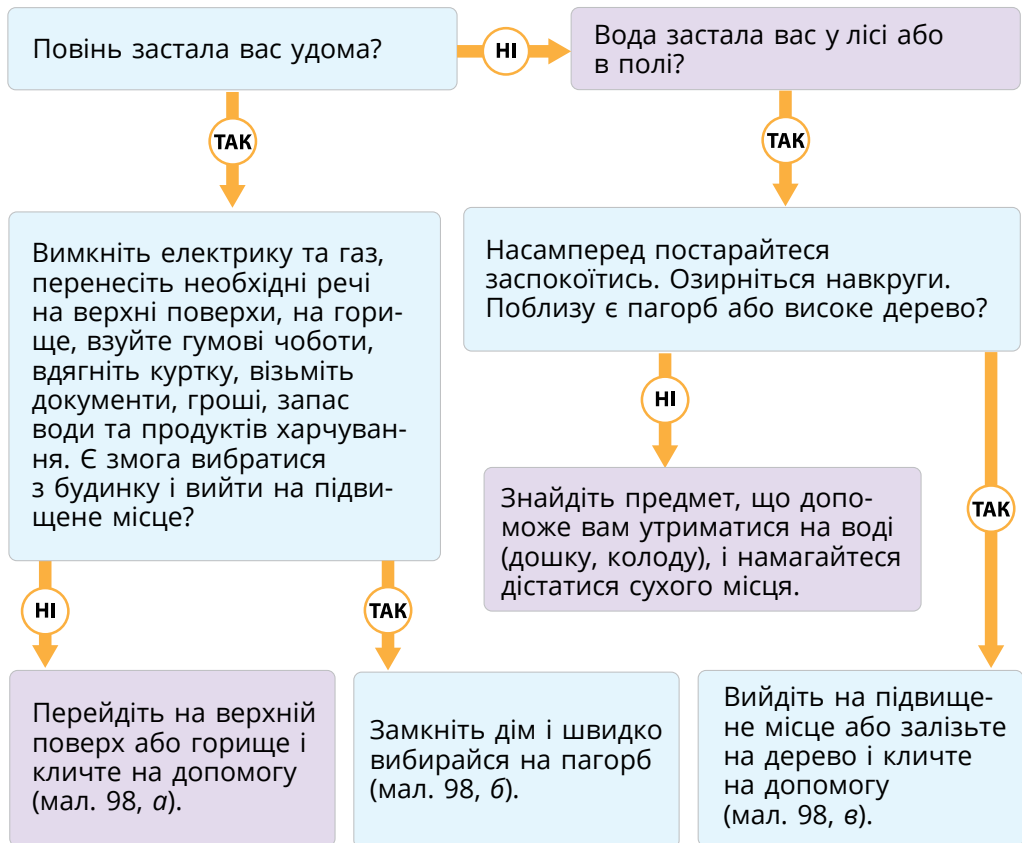 Повінь застала вас удома?
НІ
Вода застала вас у лісі або
в полі?
ТАК
ТАК
Вимкніть електрику та газ,
перенесіть необхідні речі
на верхні поверхи, на гори-
ще, взуйте гумові чоботи,
вдягніть куртку, візьміть
документи, гроші, запас
води та продуктів харчуван-
ня. Є змога вибратися
з будинку і вийти на підви-
щене місце?
Насамперед постарайтеся
заспокоїтись. Озирніться навкруги.
Поблизу є пагорб або високе дерево?
НІ
ТАК
Знайдіть предмет, що допо-
може вам утриматися на воді
(дошку, колоду), і намагайтеся
дістатися сухого місця.
НІ
ТАК
Перейдіть на верхній
поверх або горище і
кличте на допомогу
(мал. 98, а).
Замкніть дім і швидко
вибирайся на пагорб
(мал. 98, б).
Вийдіть на підвище-
не місце або залізьте
на дерево і кличте
на допомогу
(мал. 98, в).